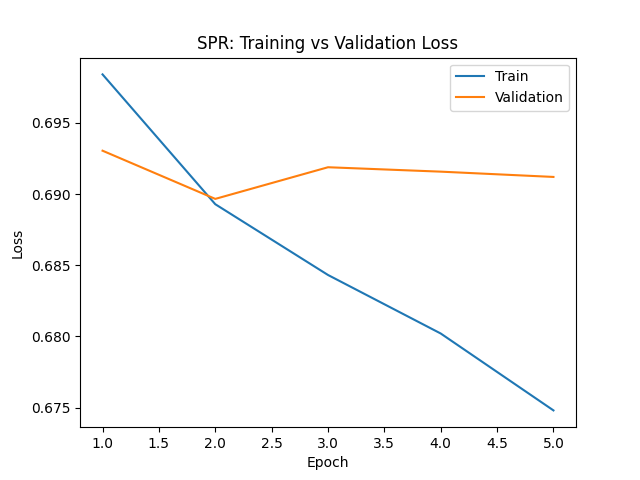 SPR: Training vs Validation Loss
Train
Validation
0.695
0.690
0.685
0.680
0.675
Loss
1.0 1.5 2.0 2.5 3.0 3.5 4.0 4.5 5.0
Epoch